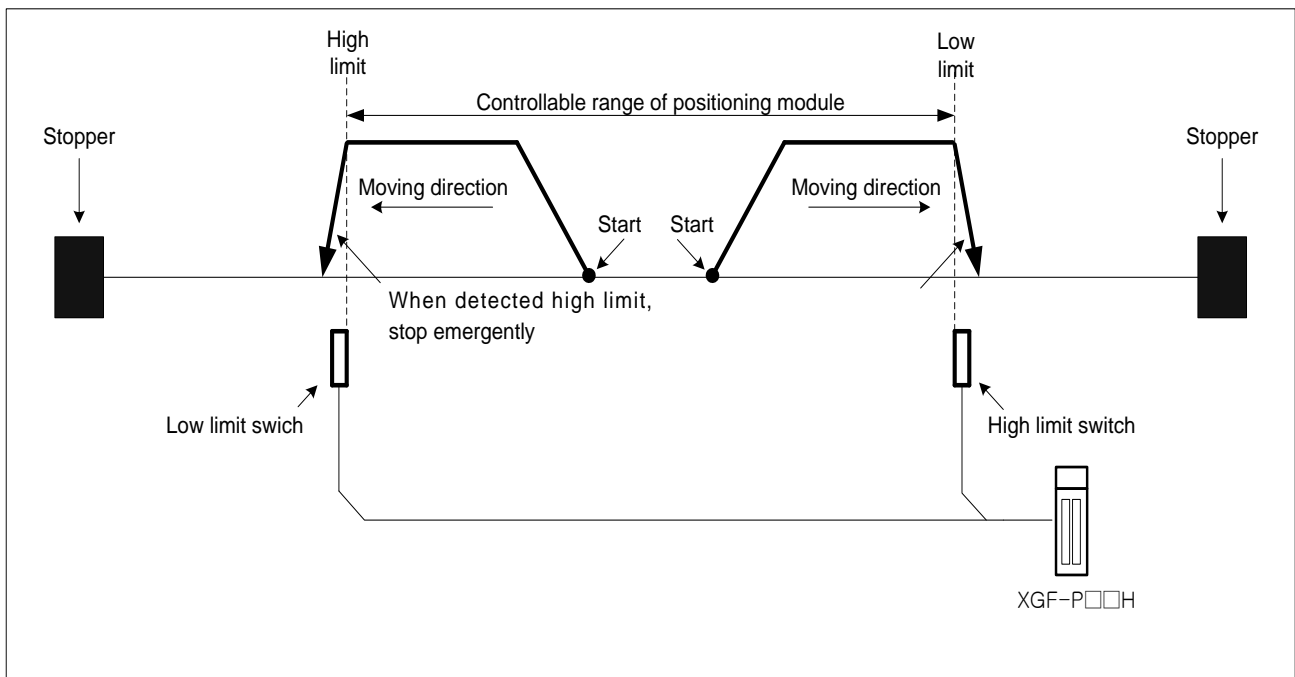 High
limit
Low
limit
Controllable range of positioning module
Stopper
Stopper
Moving direction
Moving direction
Start
Start
When detected high limit,
stop emergently
Low limit swich
High limit switch
XGF-P□□H